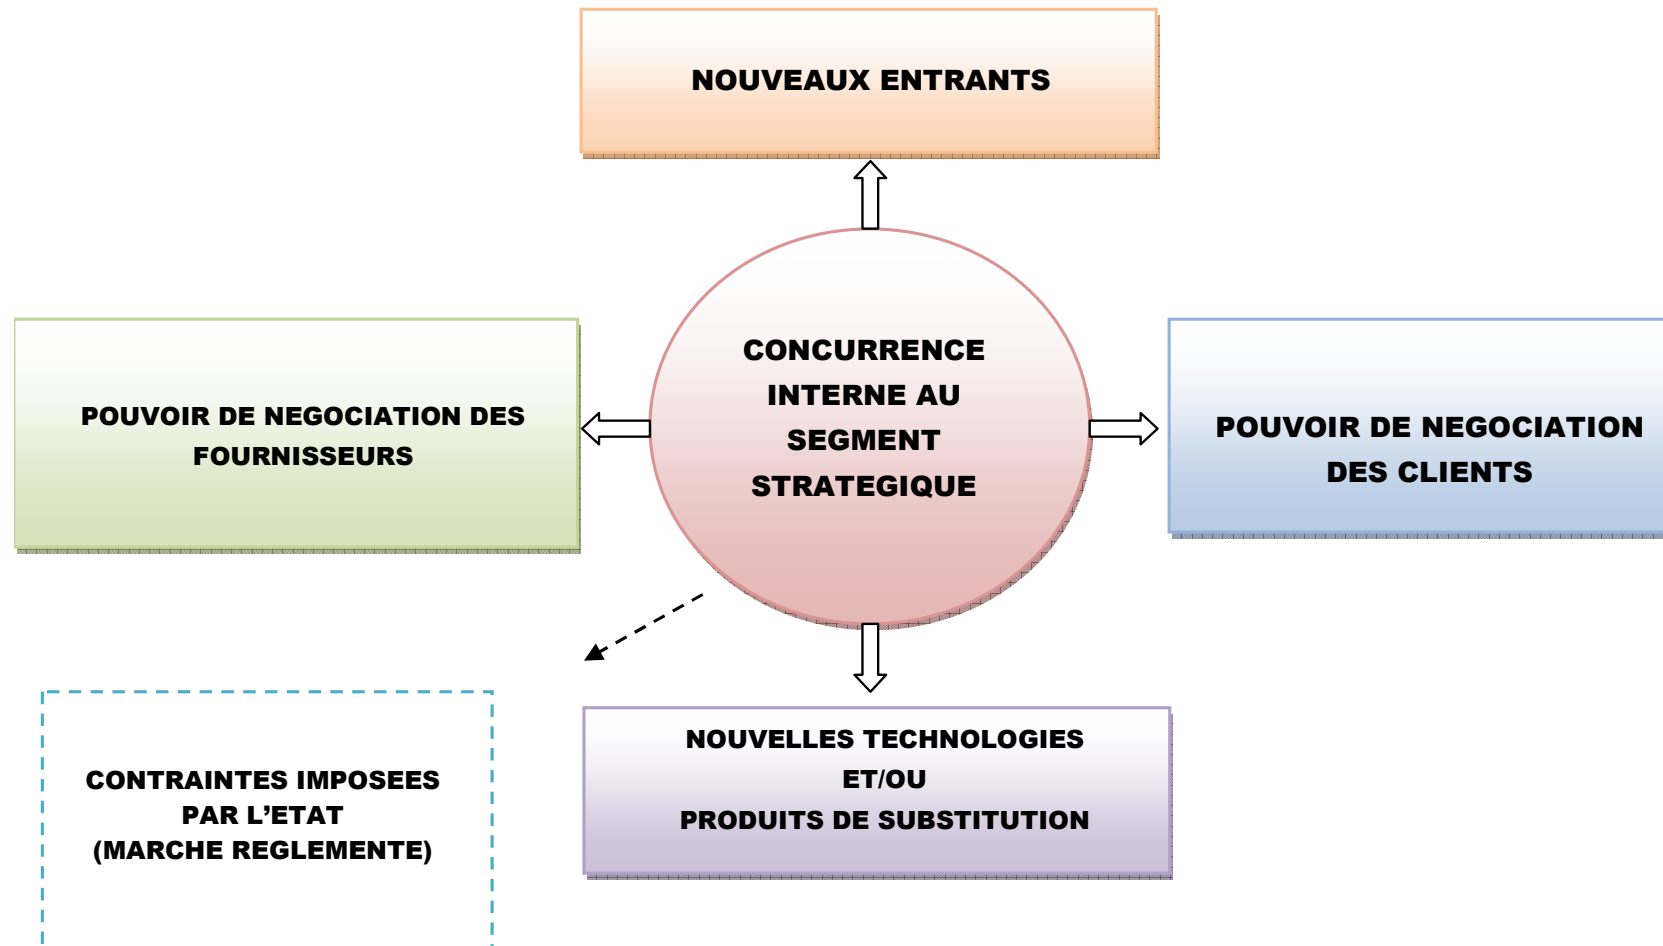 NOUVEAUX ENTRANTS
CONCURRENCE
INTERNE AU
SEGMENT
STRATEGIQUE
POUVOIR DE NEGOCIATION DES
FOURNISSEURS
POUVOIR DE NEGOCIATION
DES CLIENTS
NOUVELLES TECHNOLOGIES
ET/OU
PRODUITS DE SUBSTITUTION
CONTRAINTES IMPOSEES
PAR L’ETAT
(MARCHE REGLEMENTE)